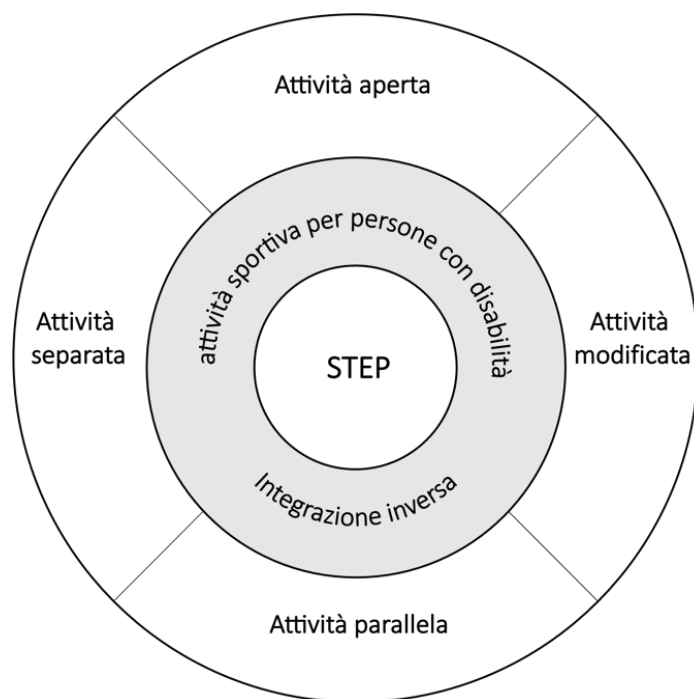 Attività aperta
attività sportiva per persone con disabilità
Attività
separata
STEP
Attività
modificata
Integrazione inversa
Attività parallela